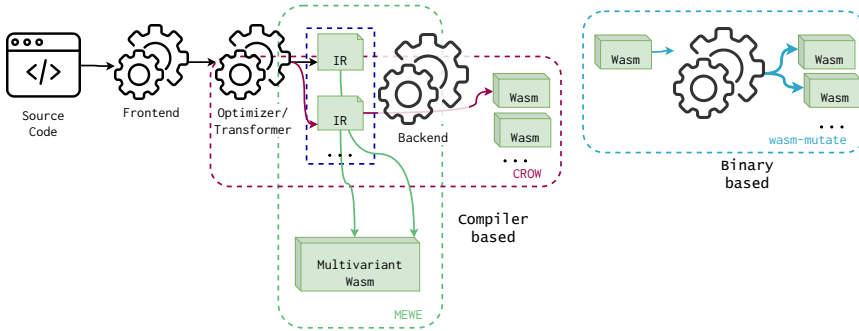 </>
Source
Code
Frontend
Optimizer/
Transformer
IR
IR
...
Backend
Wasm
Wasm
...
CROW
Compiler
based
Multivariant
Wasm
MEWE
Wasm
Wasm
Wasm
...
wasm-mutate
Binary
based